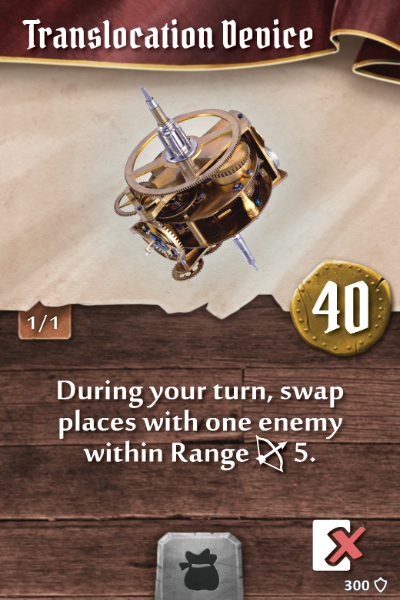 Translocation Device
1/1
40
During your turn, swap
places with one enemy
within Range 5.
300